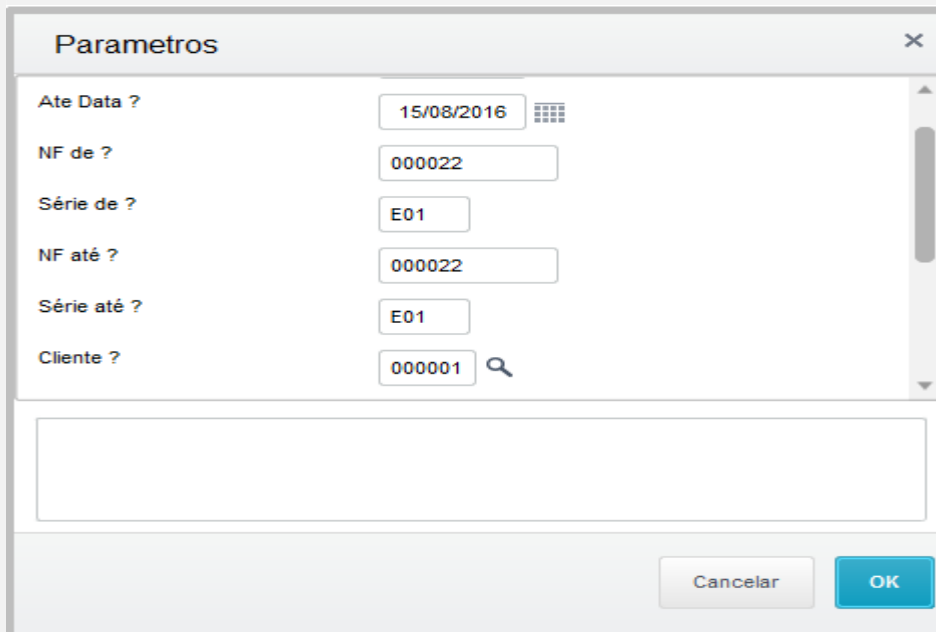 Parametros
Ate Data ? 15/08/2016
NF de ? 000022
Série de ? E01
NF até ? 000022
Série até ? E01
Cliente ? 000001
Cancelar OK